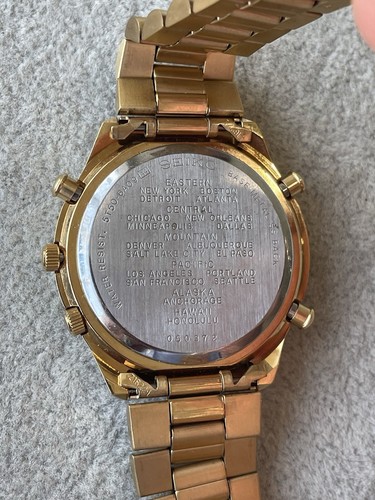 SEIKO
WATER RESIST.
EASTERN
NEW YORK BOSTON
DETROIT ATLANTA
CENTRAL
CHICAGO NEW ORLEANS
MINNEAPOLIS DALLAS
MOUNTAIN
DENVER ALBUQUERQUE
SALT LAKE CITY EL PASO
PACIFIC
LOS ANGELES PORTLAND
SAN FRANCISCO SEATTLE
ALASKA
ANCHORAGE
HAWAII
HONOLULU